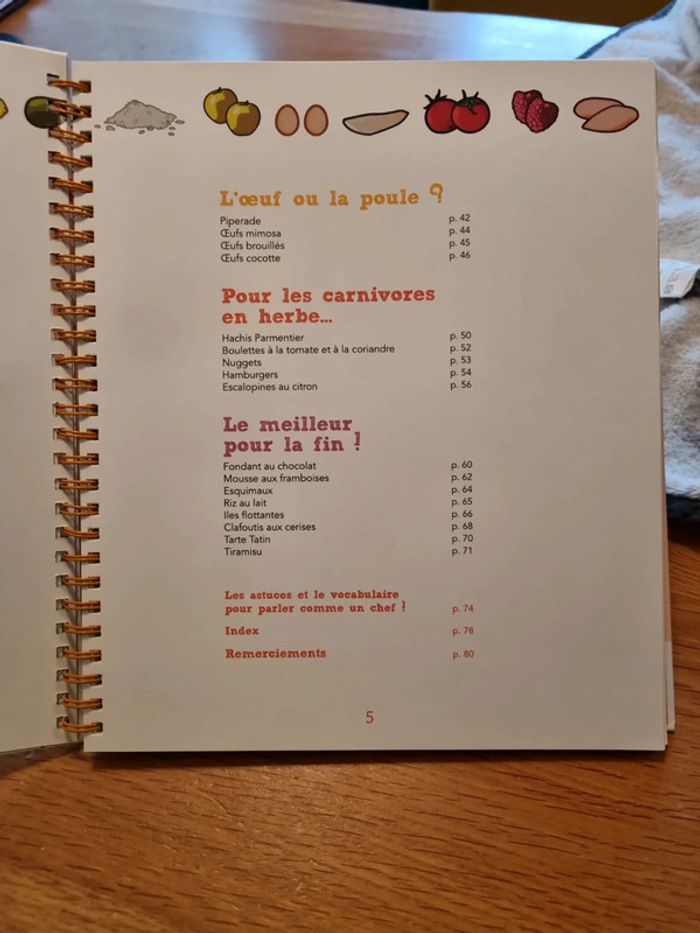 L'œuf ou la poule ?
Piperade p. 42
Œufs mimosa p. 44
Œufs brouillés p. 45
Œufs cocotte p. 46
Pour les carnivores
en herbe...
Hachis Parmentier p. 50
Boulettes à la tomate et à la coriandre p. 52
Nuggets p. 53
Hamburgers p. 54
Escalopines au citron p. 56
Le meilleur
pour la fin !
Fondant au chocolat p. 60
Mousse aux framboises p. 62
Esquimaux p. 64
Riz au lait p. 65
Iles flottantes p. 66
Clafoutis aux cerises p. 68
Tarte Tatin p. 70
Tiramisu p. 71
Les astuces et le vocabulaire
pour parler comme un chef ! p. 74
Index p. 78
Remerciements p. 80
5